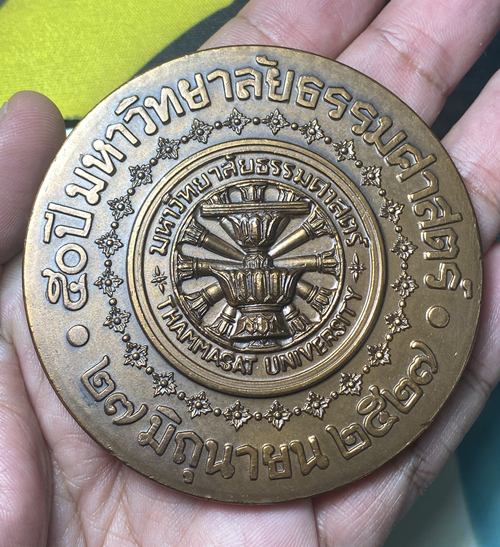 ๕๐ปี มหาวิทยาลัยธรรมศาสตร์
๒๗ มิถุนายน ๒๕๒๗
มหาวิทยาลัยธรรมศาสตร์
THAMMASAT UNIVERSITY